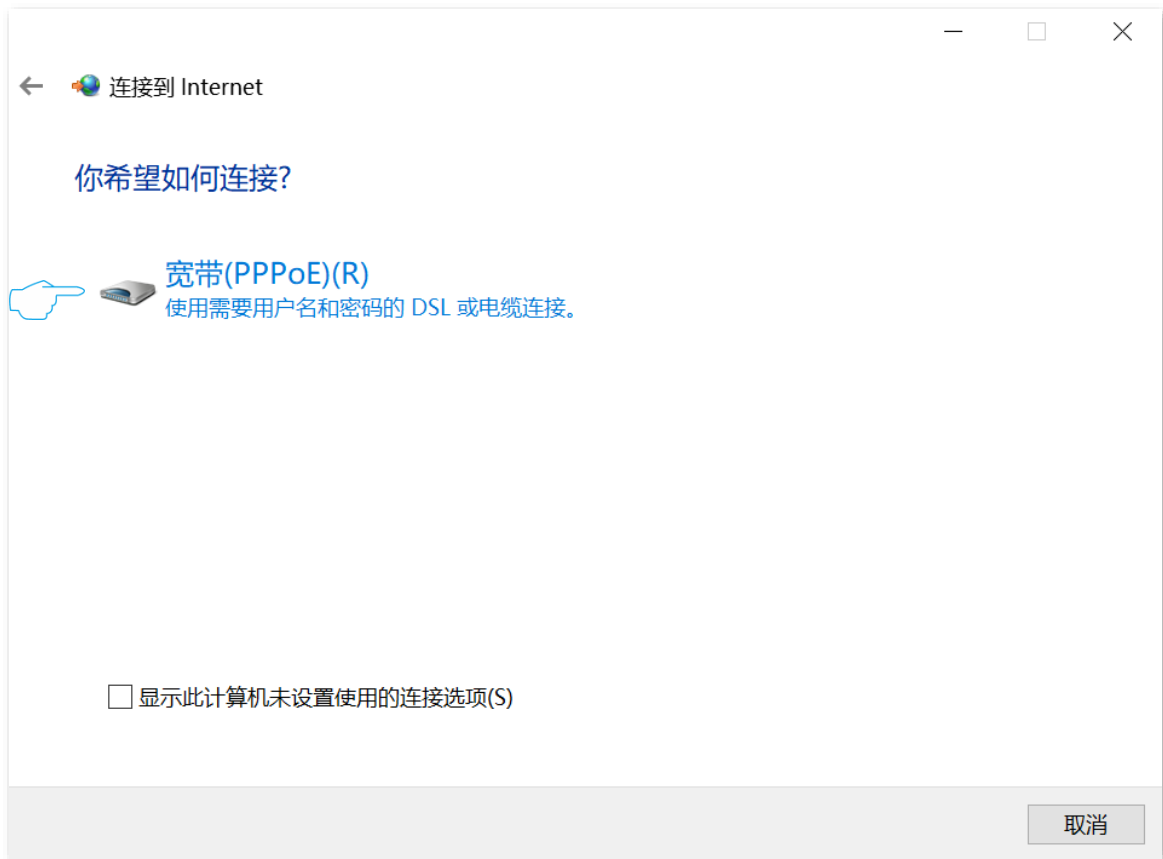 连接到 Internet
你希望如何连接?
宽带(PPPoE)(R)
使用需要用户名和密码的 DSL 或电缆连接。
显示此计算机未设置使用的连接选项(S)
取消